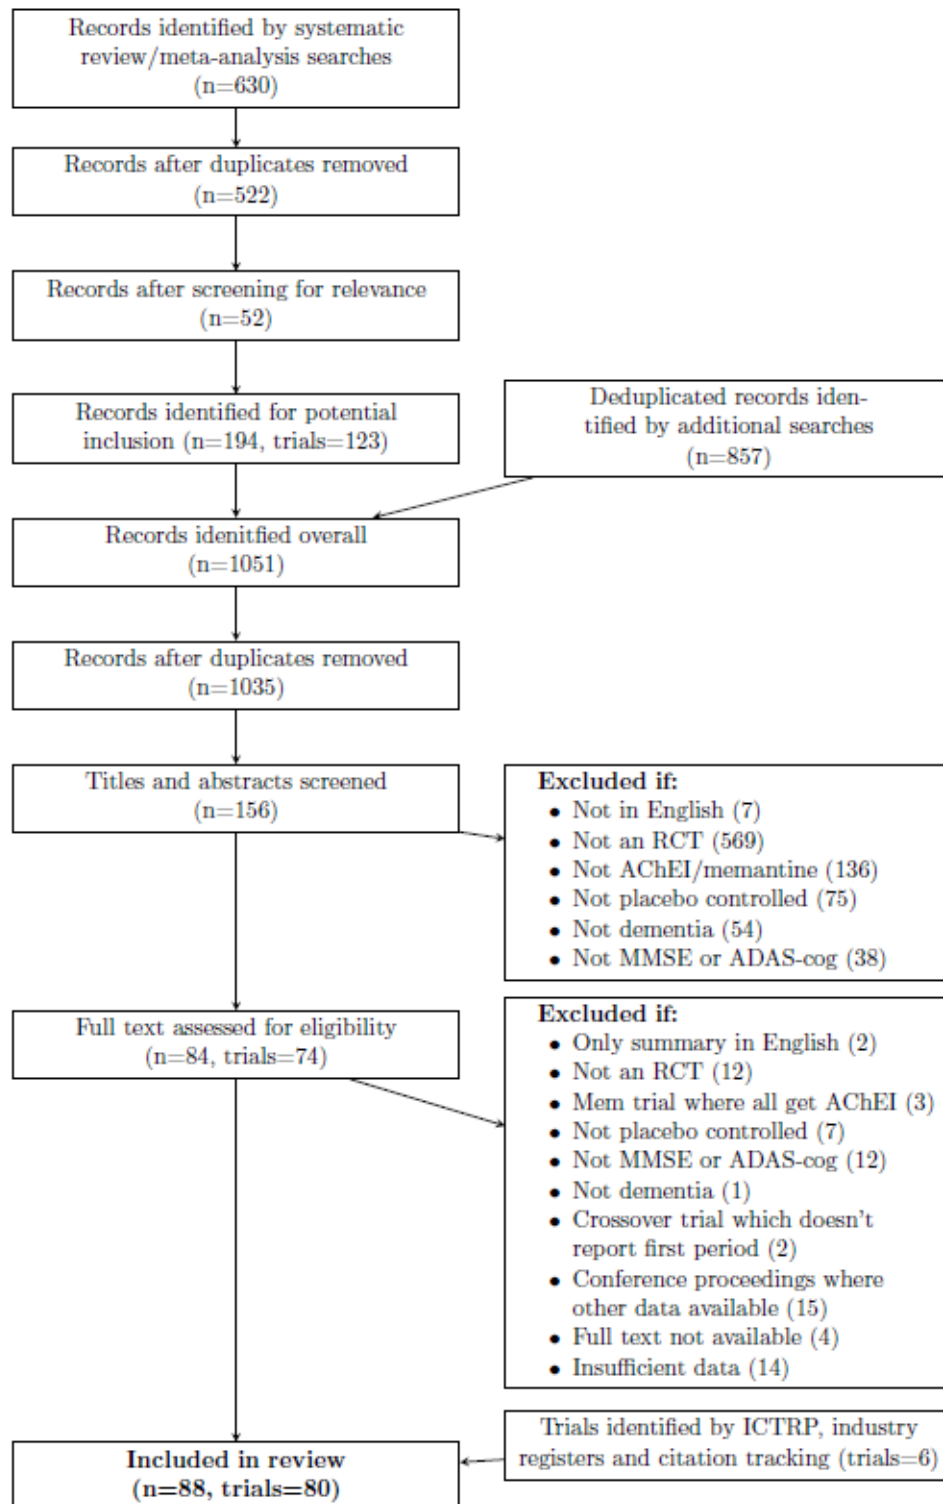 Records identified by systematic
review/meta-analysis searches
(n=630)
Records after duplicates removed
(n=522)
Records after screening for relevance
(n=52)
Records identified for potential
inclusion (n=194, trials=123)
Deduplicated records iden-
tified by additional searches
(n=857)
Records idenitfied overall
(n=1051)
Records after duplicates removed
(n=1035)
Titles and abstracts screened
(n=156)
Excluded if:
• Not in English (7)
• Not an RCT (569)
• Not AChEI/memantine (136)
• Not placebo controlled (75)
• Not dementia (54)
• Not MMSE or ADAS-cog (38)
Full text assessed for eligibility
(n=84, trials=74)
Excluded if:
• Only summary in English (2)
• Not an RCT (12)
• Mem trial where all get AChEI (3)
• Not placebo controlled (7)
• Not MMSE or ADAS-cog (12)
• Not dementia (1)
• Crossover trial which doesn't
report first period (2)
• Conference proceedings where
other data available (15)
• Full text not available (4)
• Insufficient data (14)
Trials identified by ICTRP, industry
registers and citation tracking (trials=6)
Included in review
(n=88, trials=80)